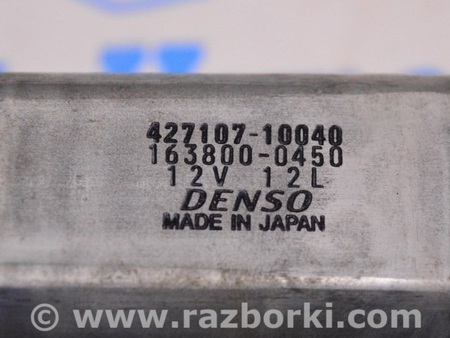 427107-10040
163800-0450
12V 12L
DENSO
MADE IN JAPAN
© www.razborki.com